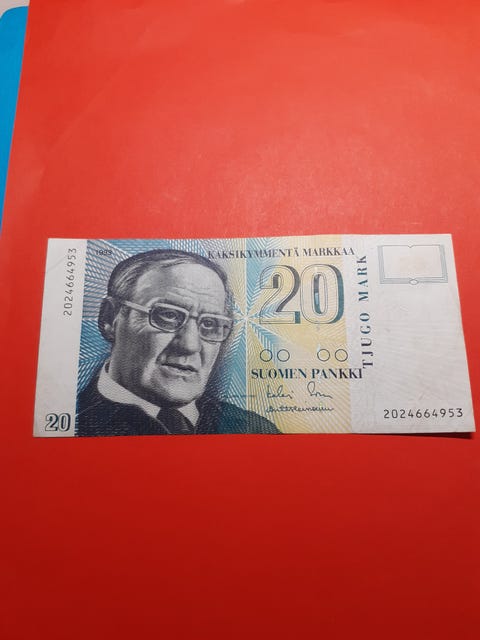 2024664953
1993
KAKSIKYMMENTÄ MARKKAA
20
TJUGO MARK
SUOMEN PANKKI
20
2024664953